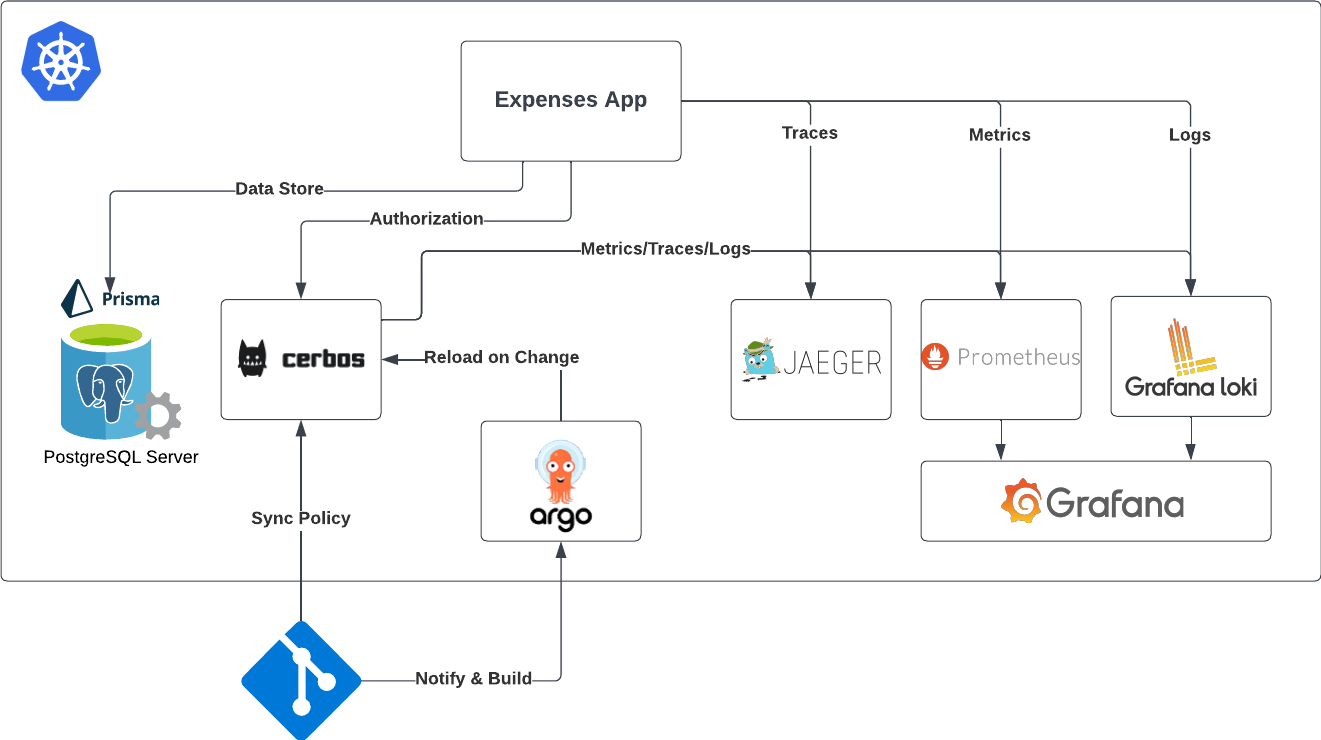 Expenses App
Traces
Metrics
Logs
Data Store
Authorization
Metrics/Traces/Logs
Prisma
cerbos
Reload on Change
JAEGER
Prometheus
Grafana loki
PostgreSQL Server
argo
Grafana
Sync Policy
Notify & Build